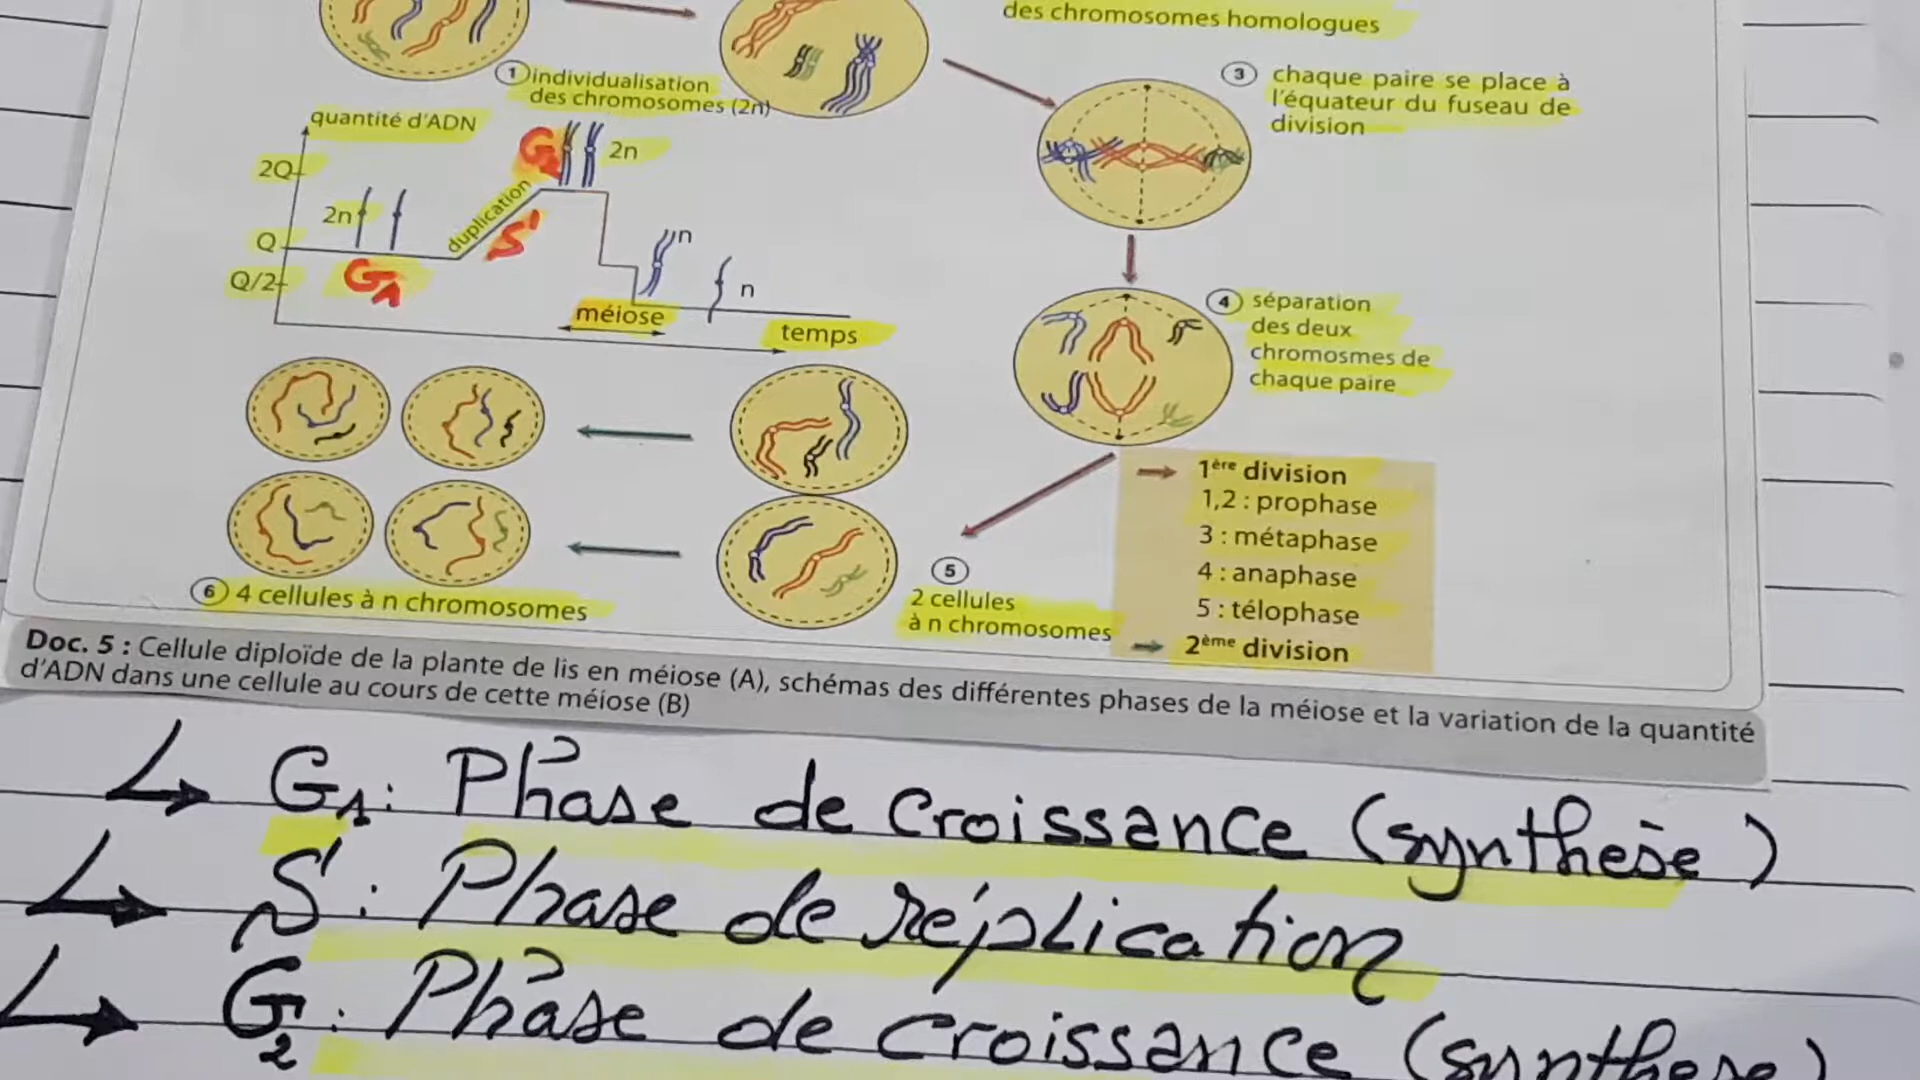 des chromosomes homologues
1 individualisation
des chromosomes (2n)
3 chaque paire se place à
l'équateur du fuseau de
division
quantité d'ADN
2Q
Q
Q/2
2n
G1
duplication
S
G2
2n
n
n
méiose
temps
4 séparation
des deux
chromosmes de
chaque paire
1ère division
1,2 : prophase
3 : métaphase
4 : anaphase
5 : télophase
2ème division
5
2 cellules
à n chromosomes
6 4 cellules à n chromosomes
Doc. 5 : Cellule diploïde de la plante de lis en méiose (A), schémas des différentes phases de la méiose et la variation de la quantité
d'ADN dans une cellule au cours de cette méiose (B)
↳ G1 : Phase de croissance (synthèse)
↳ S : Phase de réplication
↳ G2 : Phase de croissance (synthese)